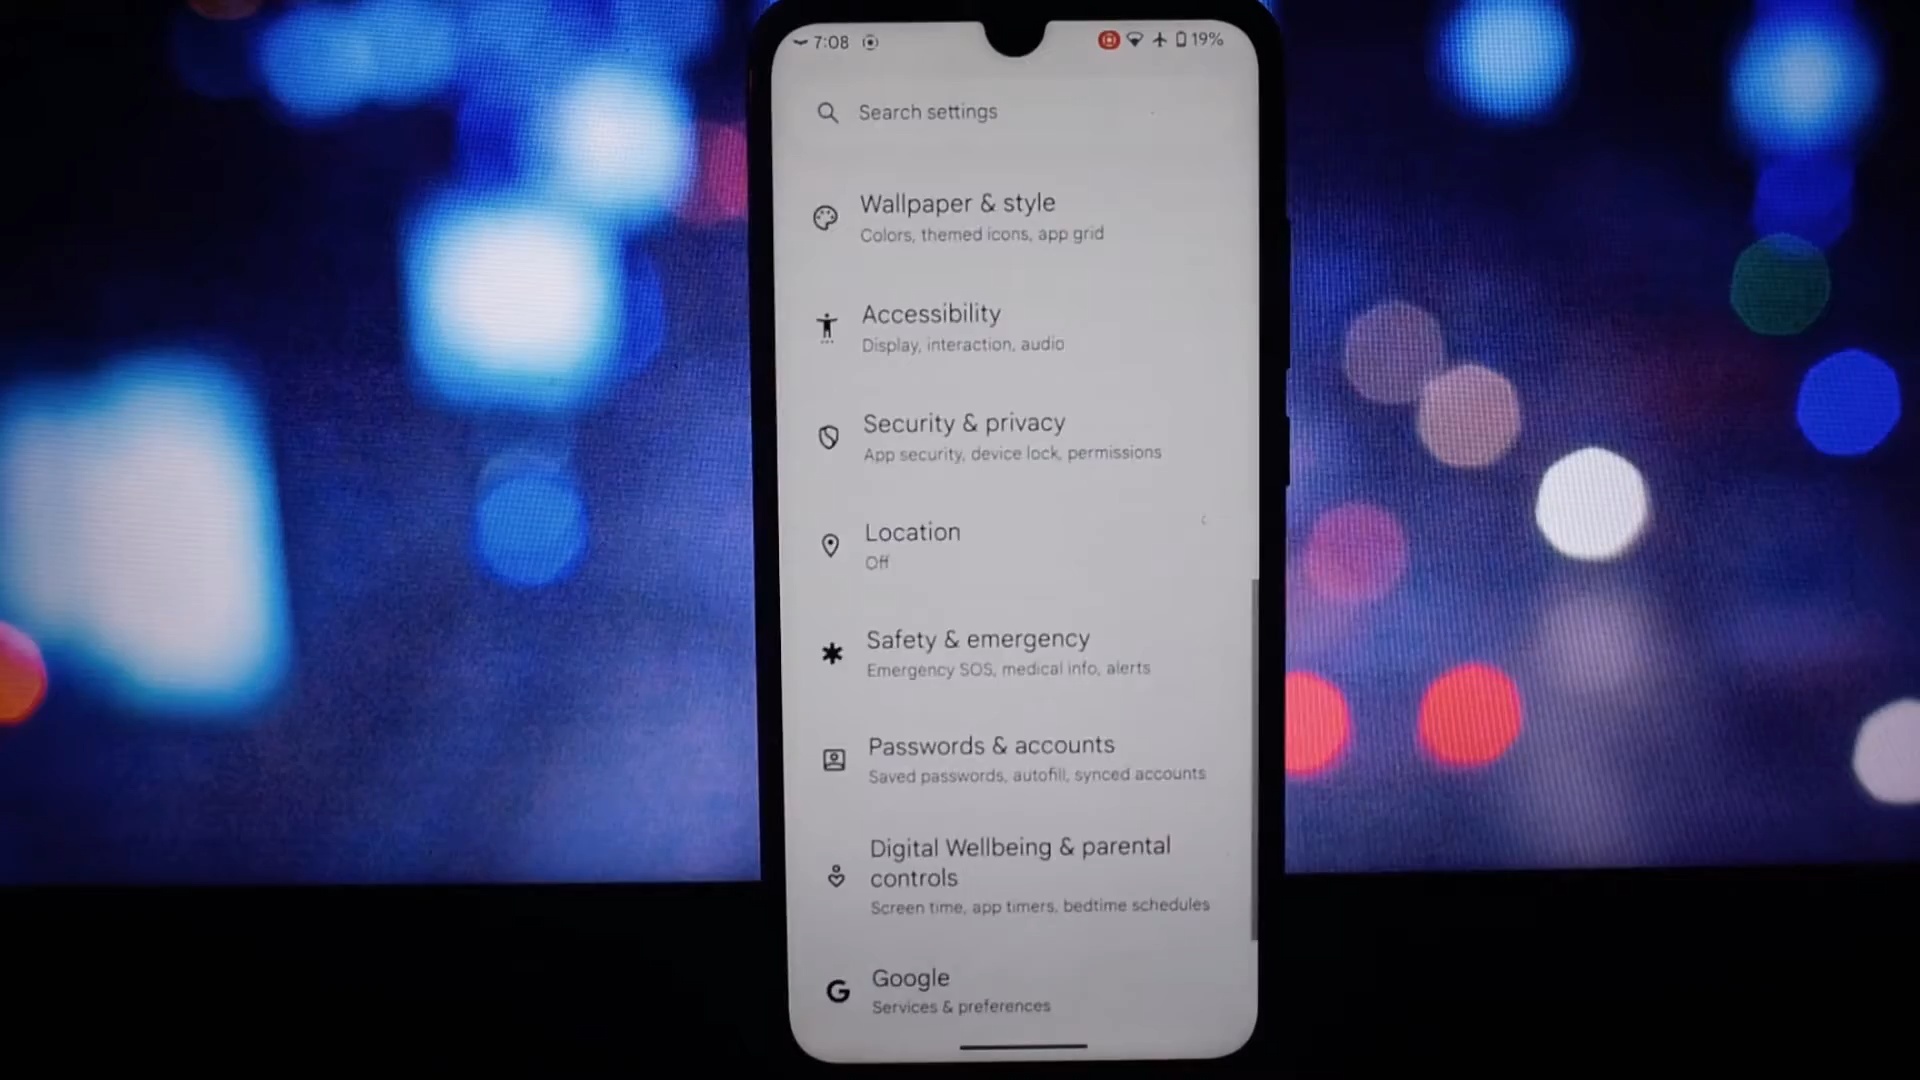 7:08
19%
Search settings
Wallpaper & style
Colors, themed icons, app grid
Accessibility
Display, interaction, audio
Security & privacy
App security, device lock, permissions
Location
Off
Safety & emergency
Emergency SOS, medical info, alerts
Passwords & accounts
Saved passwords, autofill, synced accounts
Digital Wellbeing & parental
controls
Screen time, app timers, bedtime schedules
G Google
Services & preferences